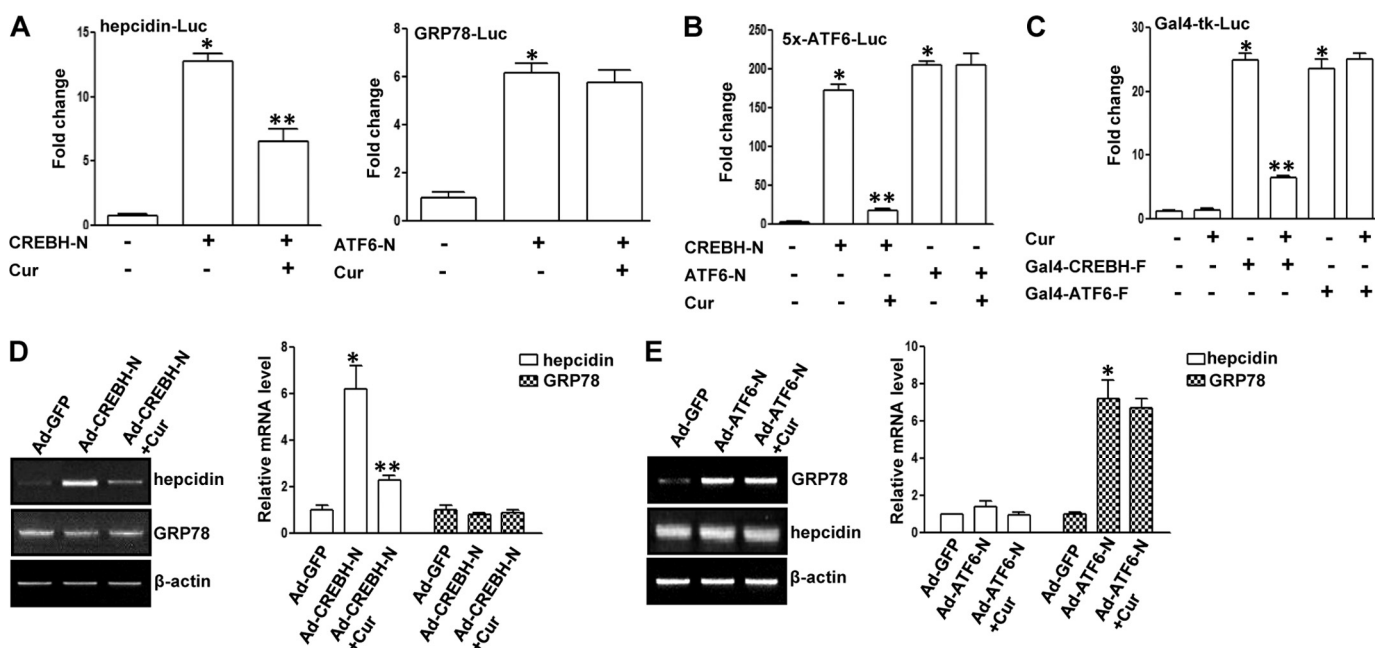 A
hepcidin-Luc
Fold change
15
10
5
0
CREBH-N - + +
Cur - - +
GRP78-Luc
Fold change
8
6
4
2
0
* **
*
ATF6-N - + +
Cur - - +
B
5x-ATF6-Luc
Fold change
250
200
150
100
50
0
* ** *
CREBH-N - + + - -
ATF6-N - - - + +
Cur - - + - +
C
Gal4-tk-Luc
Fold change
30
20
10
0
* ** *
Cur - + - + - +
Gal4-CREBH-F - - + + - -
Gal4-ATF6-F - - - - + +
D
Ad-GFP
Ad-CREBH-N
Ad-CREBH-N
+Cur
hepcidin
GRP78
β-actin
Relative mRNA level
8
6
4
2
0
* **
hepcidin
GRP78
Ad-GFP
Ad-CREBH-N
Ad-CREBH-N
+Cur
Ad-GFP
Ad-CREBH-N
Ad-CREBH-N
+Cur
E
Ad-GFP
Ad-ATF6-N
Ad-ATF6-N
+Cur
GRP78
hepcidin
β-actin
Relative mRNA level
10
8
6
4
2
0
*
hepcidin
GRP78
Ad-GFP
Ad-ATF6-N
Ad-ATF6-N
+Cur
Ad-GFP
Ad-ATF6-N
Ad-ATF6-N
+Cur